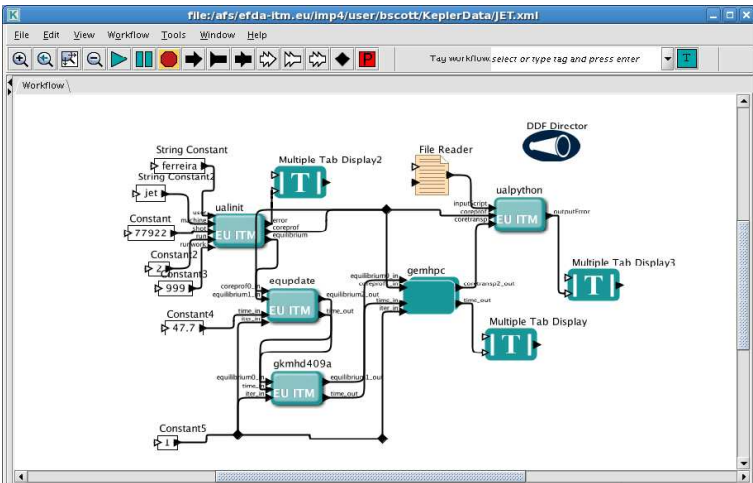 file:/afs/efda-itm.eu/imp4/user/bscott/KeplerData/JET.xml
File Edit View Workflow Tools Window Help
Tag workflow: select or type tag and press enter
T
P
Workflow
DDF Director
String Constant
ferreira
String Constant2
jet
Constant
77922
Constant2
2
Constant3
999
ualinit
user
machine
shot
run
runwork
EU ITM
error
coreprof
equilibrium
Multiple Tab Display2
T
File Reader
ualpython
inputScript
coreprof
coretransp
EU ITM
outputError
Multiple Tab Display3
T
equpdate
coreprof0_in
equilibrium1_in
time_in
iter_in
EU ITM
equilibrium2_out
time_out
Constant4
47.7
gemhpc
equilibrium0_in
time_in
iter_in
coretransp2_out
time_out
Multiple Tab Display
T
gkmhd409a
equilibrium0_in
time_in
iter_in
EU ITM
equilibrium1_out
time_out
Constant5
1